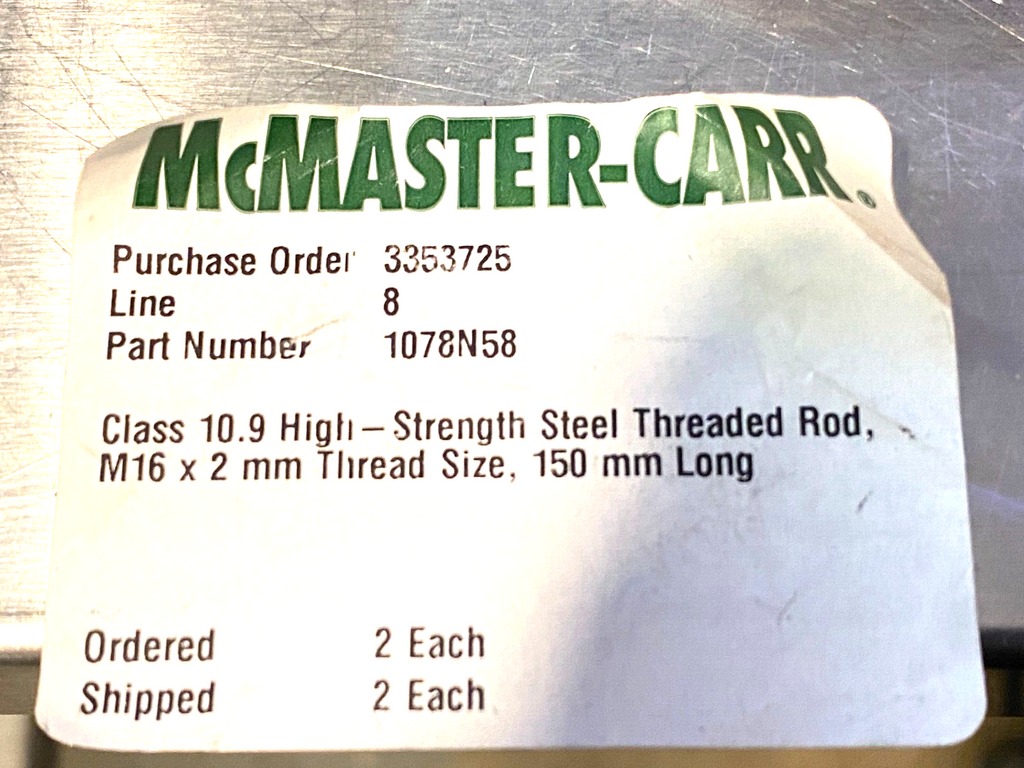 McMASTER-CARR®
Purchase Order 3353725
Line 8
Part Number 1078N58
Class 10.9 High-Strength Steel Threaded Rod,
M16 x 2 mm Thread Size, 150 mm Long
Ordered 2 Each
Shipped 2 Each